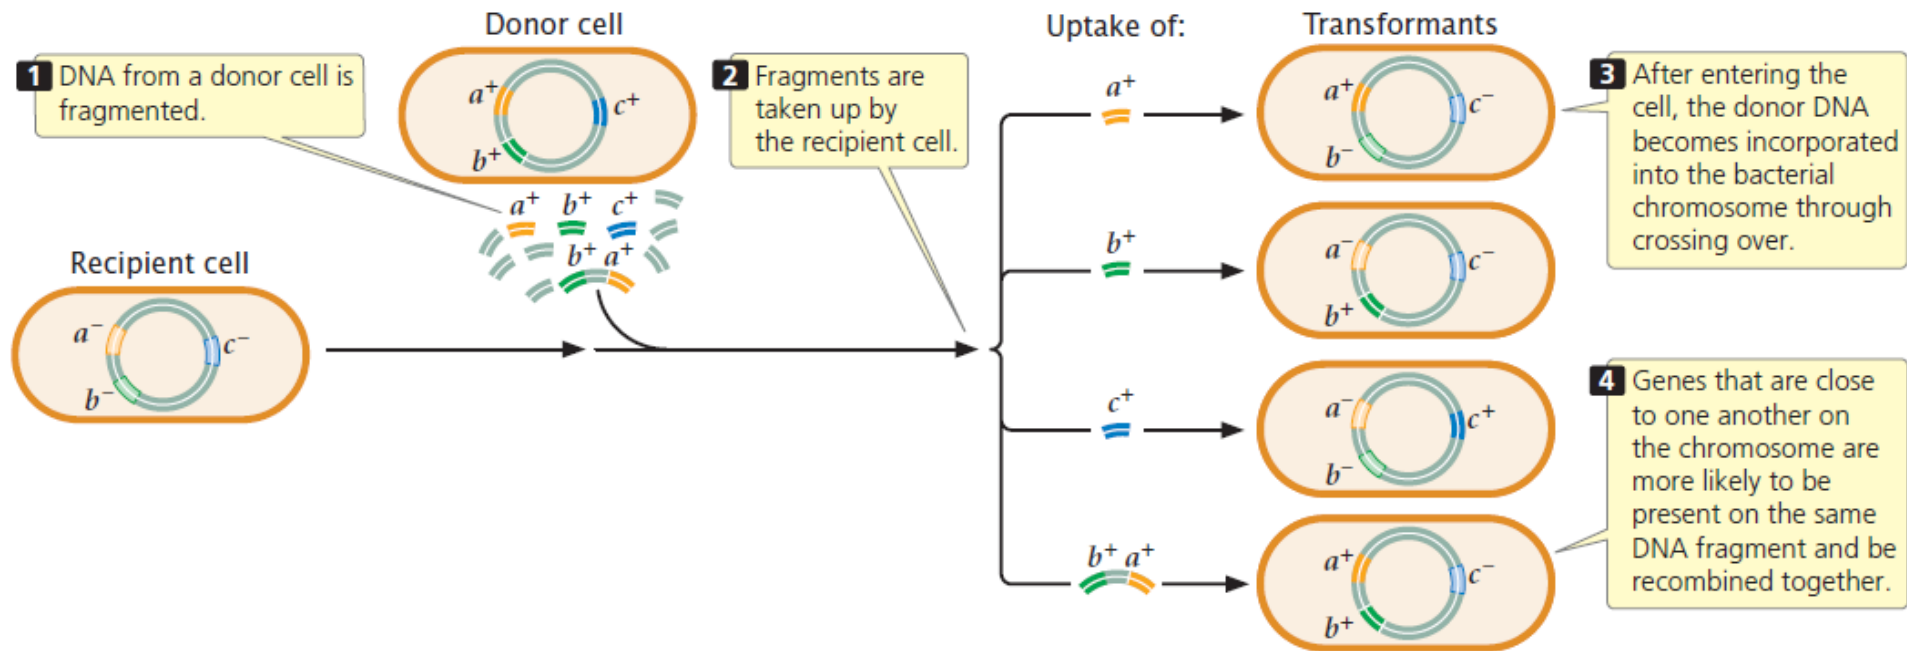 Donor cell
1 DNA from a donor cell is
fragmented.
a+
c+
b+
a+ b+ c+
b+ a+
2 Fragments are
taken up by
the recipient cell.
Recipient cell
a−
c−
b−
Uptake of:
Transformants
a+
a+
c−
b−
b+
a−
c−
b+
c+
a−
c+
b−
b+ a+
a+
c−
b+
3 After entering the
cell, the donor DNA
becomes incorporated
into the bacterial
chromosome through
crossing over.
4 Genes that are close
to one another on
the chromosome are
more likely to be
present on the same
DNA fragment and be
recombined together.